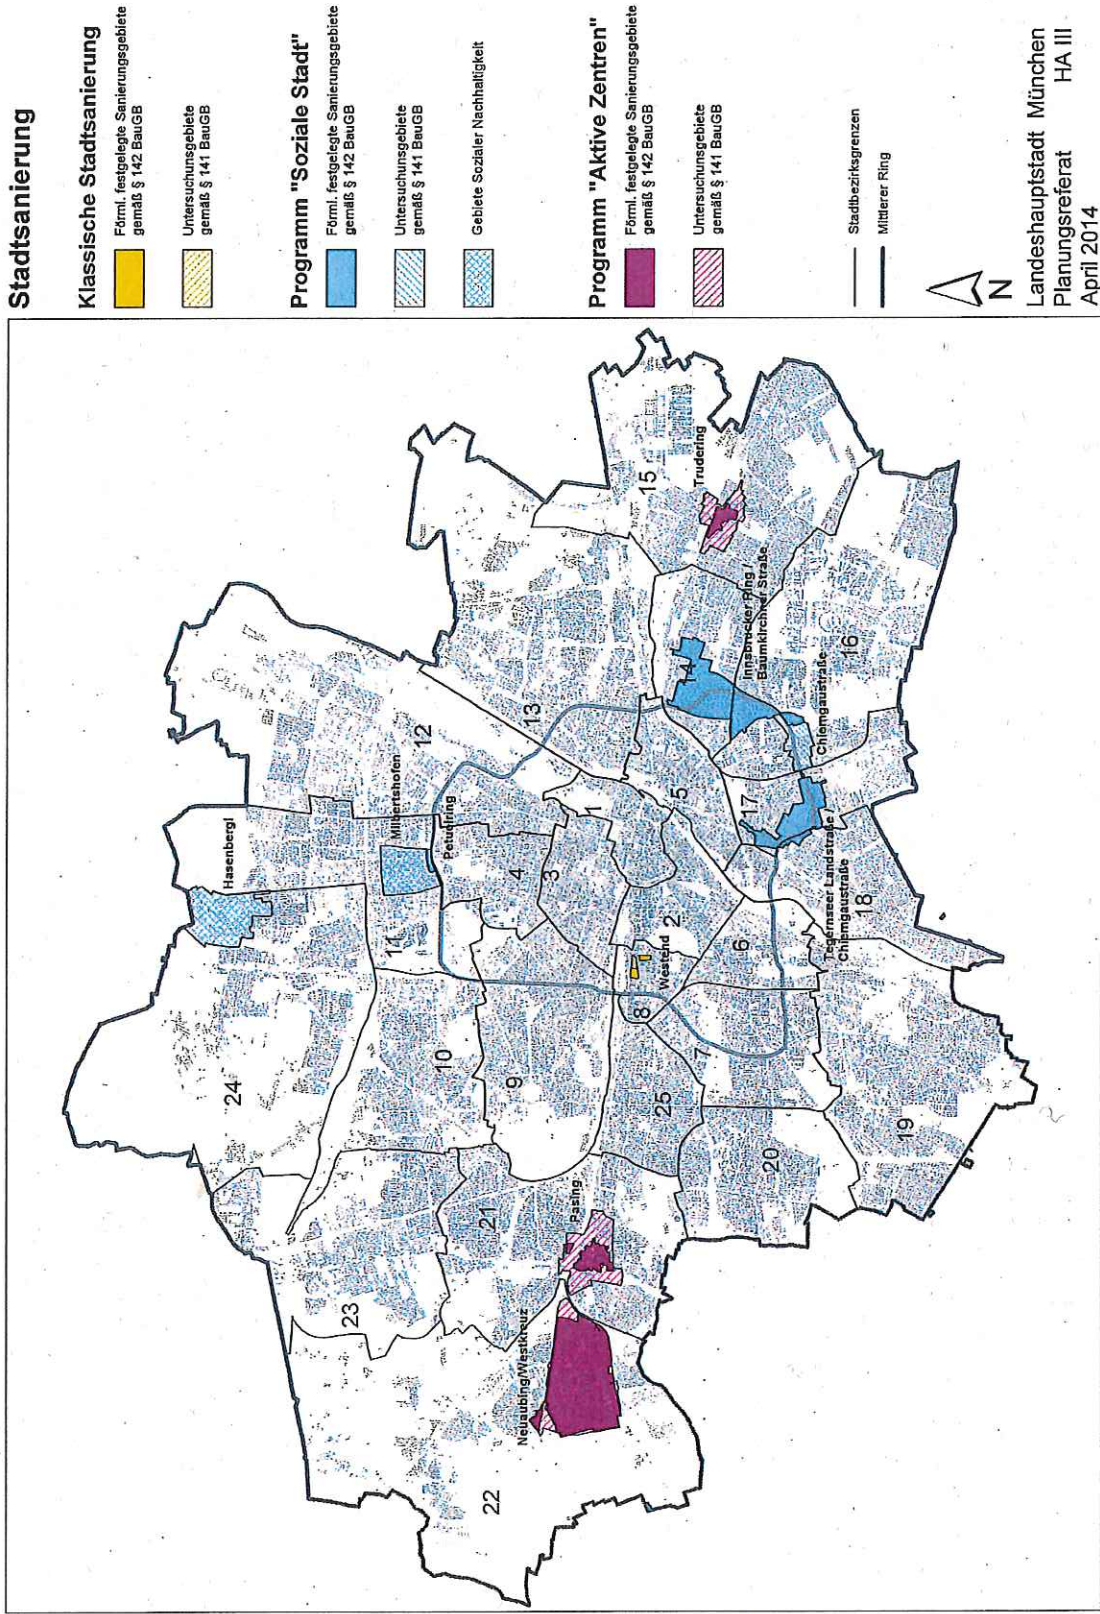 Stadtsanierung
Klassische Stadtsanierung
Förml. festgelegte Sanierungsgebiete
gemäß § 142 BauGB
Untersuchunsgebiete
gemäß § 141 BauGB
Programm "Soziale Stadt"
Förml. festgelegte Sanierungsgebiete
gemäß § 142 BauGB
Untersuchunsgebiete
gemäß § 141 BauGB
Gebiete Sozialer Nachhaltigkeit
Programm "Aktive Zentren"
Förml. festgelegte Sanierungsgebiete
gemäß § 142 BauGB
Untersuchunsgebiete
gemäß § 141 BauGB
Stadtbezirksgrenzen
Mittlerer Ring
N
Landeshauptstadt München
Planungsreferat HA III
April 2014
24
Hasenbergl
23
11
Milbertshofen
12
Petuelring
10
22
21
9
4
13
3
Neuaubing/Westkreuz
Pasing
1
8
Westend
2
5
15
25
Trudering
7
6
17
14
Innsbrucker Ring /
Baumkirchner Straße
20
Chiemgaustraße
Tegernseer Landstraße
Chiemgaustraße
18
16
19